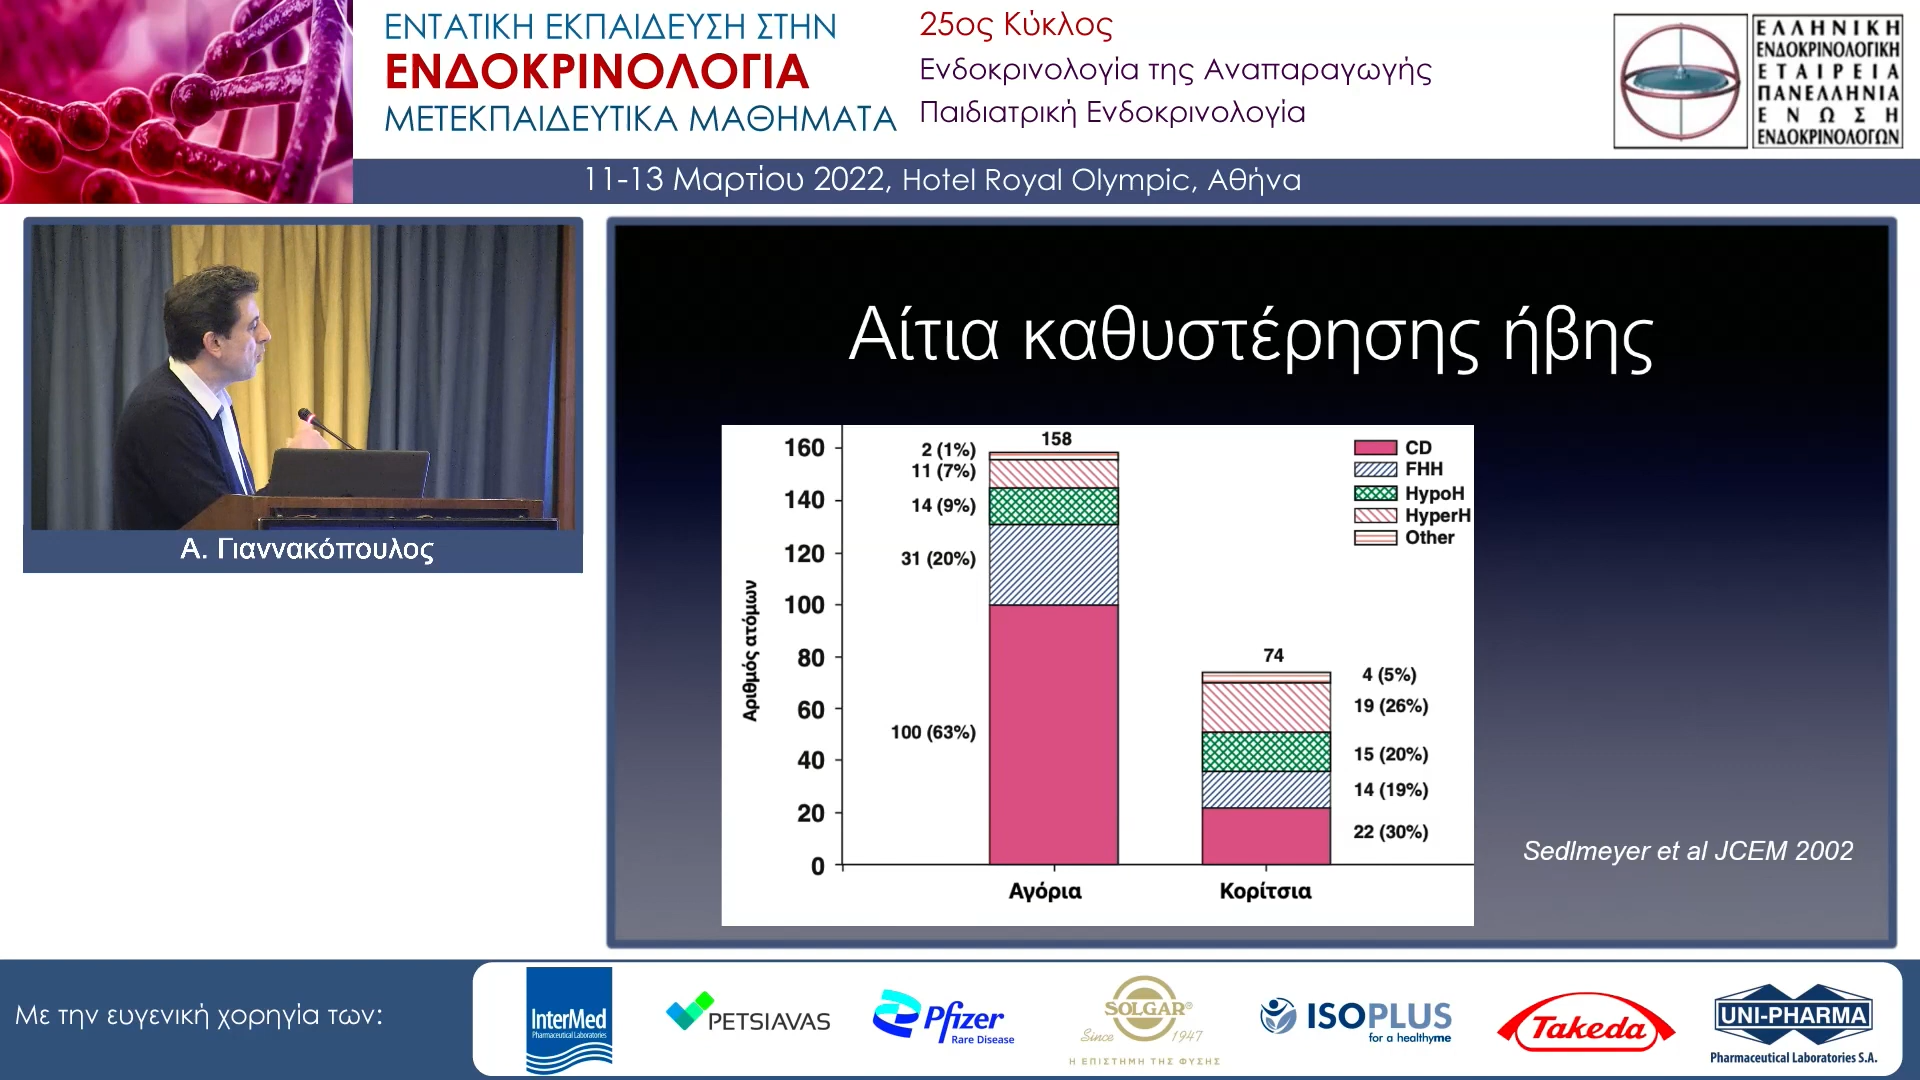 ΕΝΤΑΤΙΚΗ ΕΚΠΑΙΔΕΥΣΗ ΣΤΗΝ
ΕΝΔΟΚΡΙΝΟΛΟΓΙΑ
ΜΕΤΕΚΠΑΙΔΕΥΤΙΚΑ ΜΑΘΗΜΑΤΑ
25ος Κύκλος
Ενδοκρινολογία της Αναπαραγωγής
Παιδιατρική Ενδοκρινολογία
ΕΛΛΗΝΙΚΗ
ΕΝΔΟΚΡΙΝΟΛΟΓΙΚΗ
ΕΤΑΙΡΕΙΑ
ΠΑΝΕΛΛΗΝΙΑ
ΕΝΩΣΗ
ΕΝΔΟΚΡΙΝΟΛΟΓΩΝ
11-13 Μαρτίου 2022, Hotel Royal Olympic, Αθήνα
Α. Γιαννακόπουλος
Αίτια καθυστέρησης ήβης
Αριθμός ατόμων
160
140
120
100
80
60
40
20
0
158
2 (1%)
11 (7%)
14 (9%)
31 (20%)
100 (63%)
74
4 (5%)
19 (26%)
15 (20%)
14 (19%)
22 (30%)
CD
FHH
HypoH
HyperH
Other
Αγόρια
Κορίτσια
Sedlmeyer et al JCEM 2002
Με την ευγενική χορηγία των:
InterMed
Pharmaceutical Laboratories
PETSIAVAS
Pfizer
Rare Disease
SOLGAR®
Since 1947
Η ΕΠΙΣΤΗΜΗ ΤΗΣ ΦΥΣΗΣ
ISOPLUS
for a healthyme
Takeda
UNI-PHARMA
Pharmaceutical Laboratories S.A.